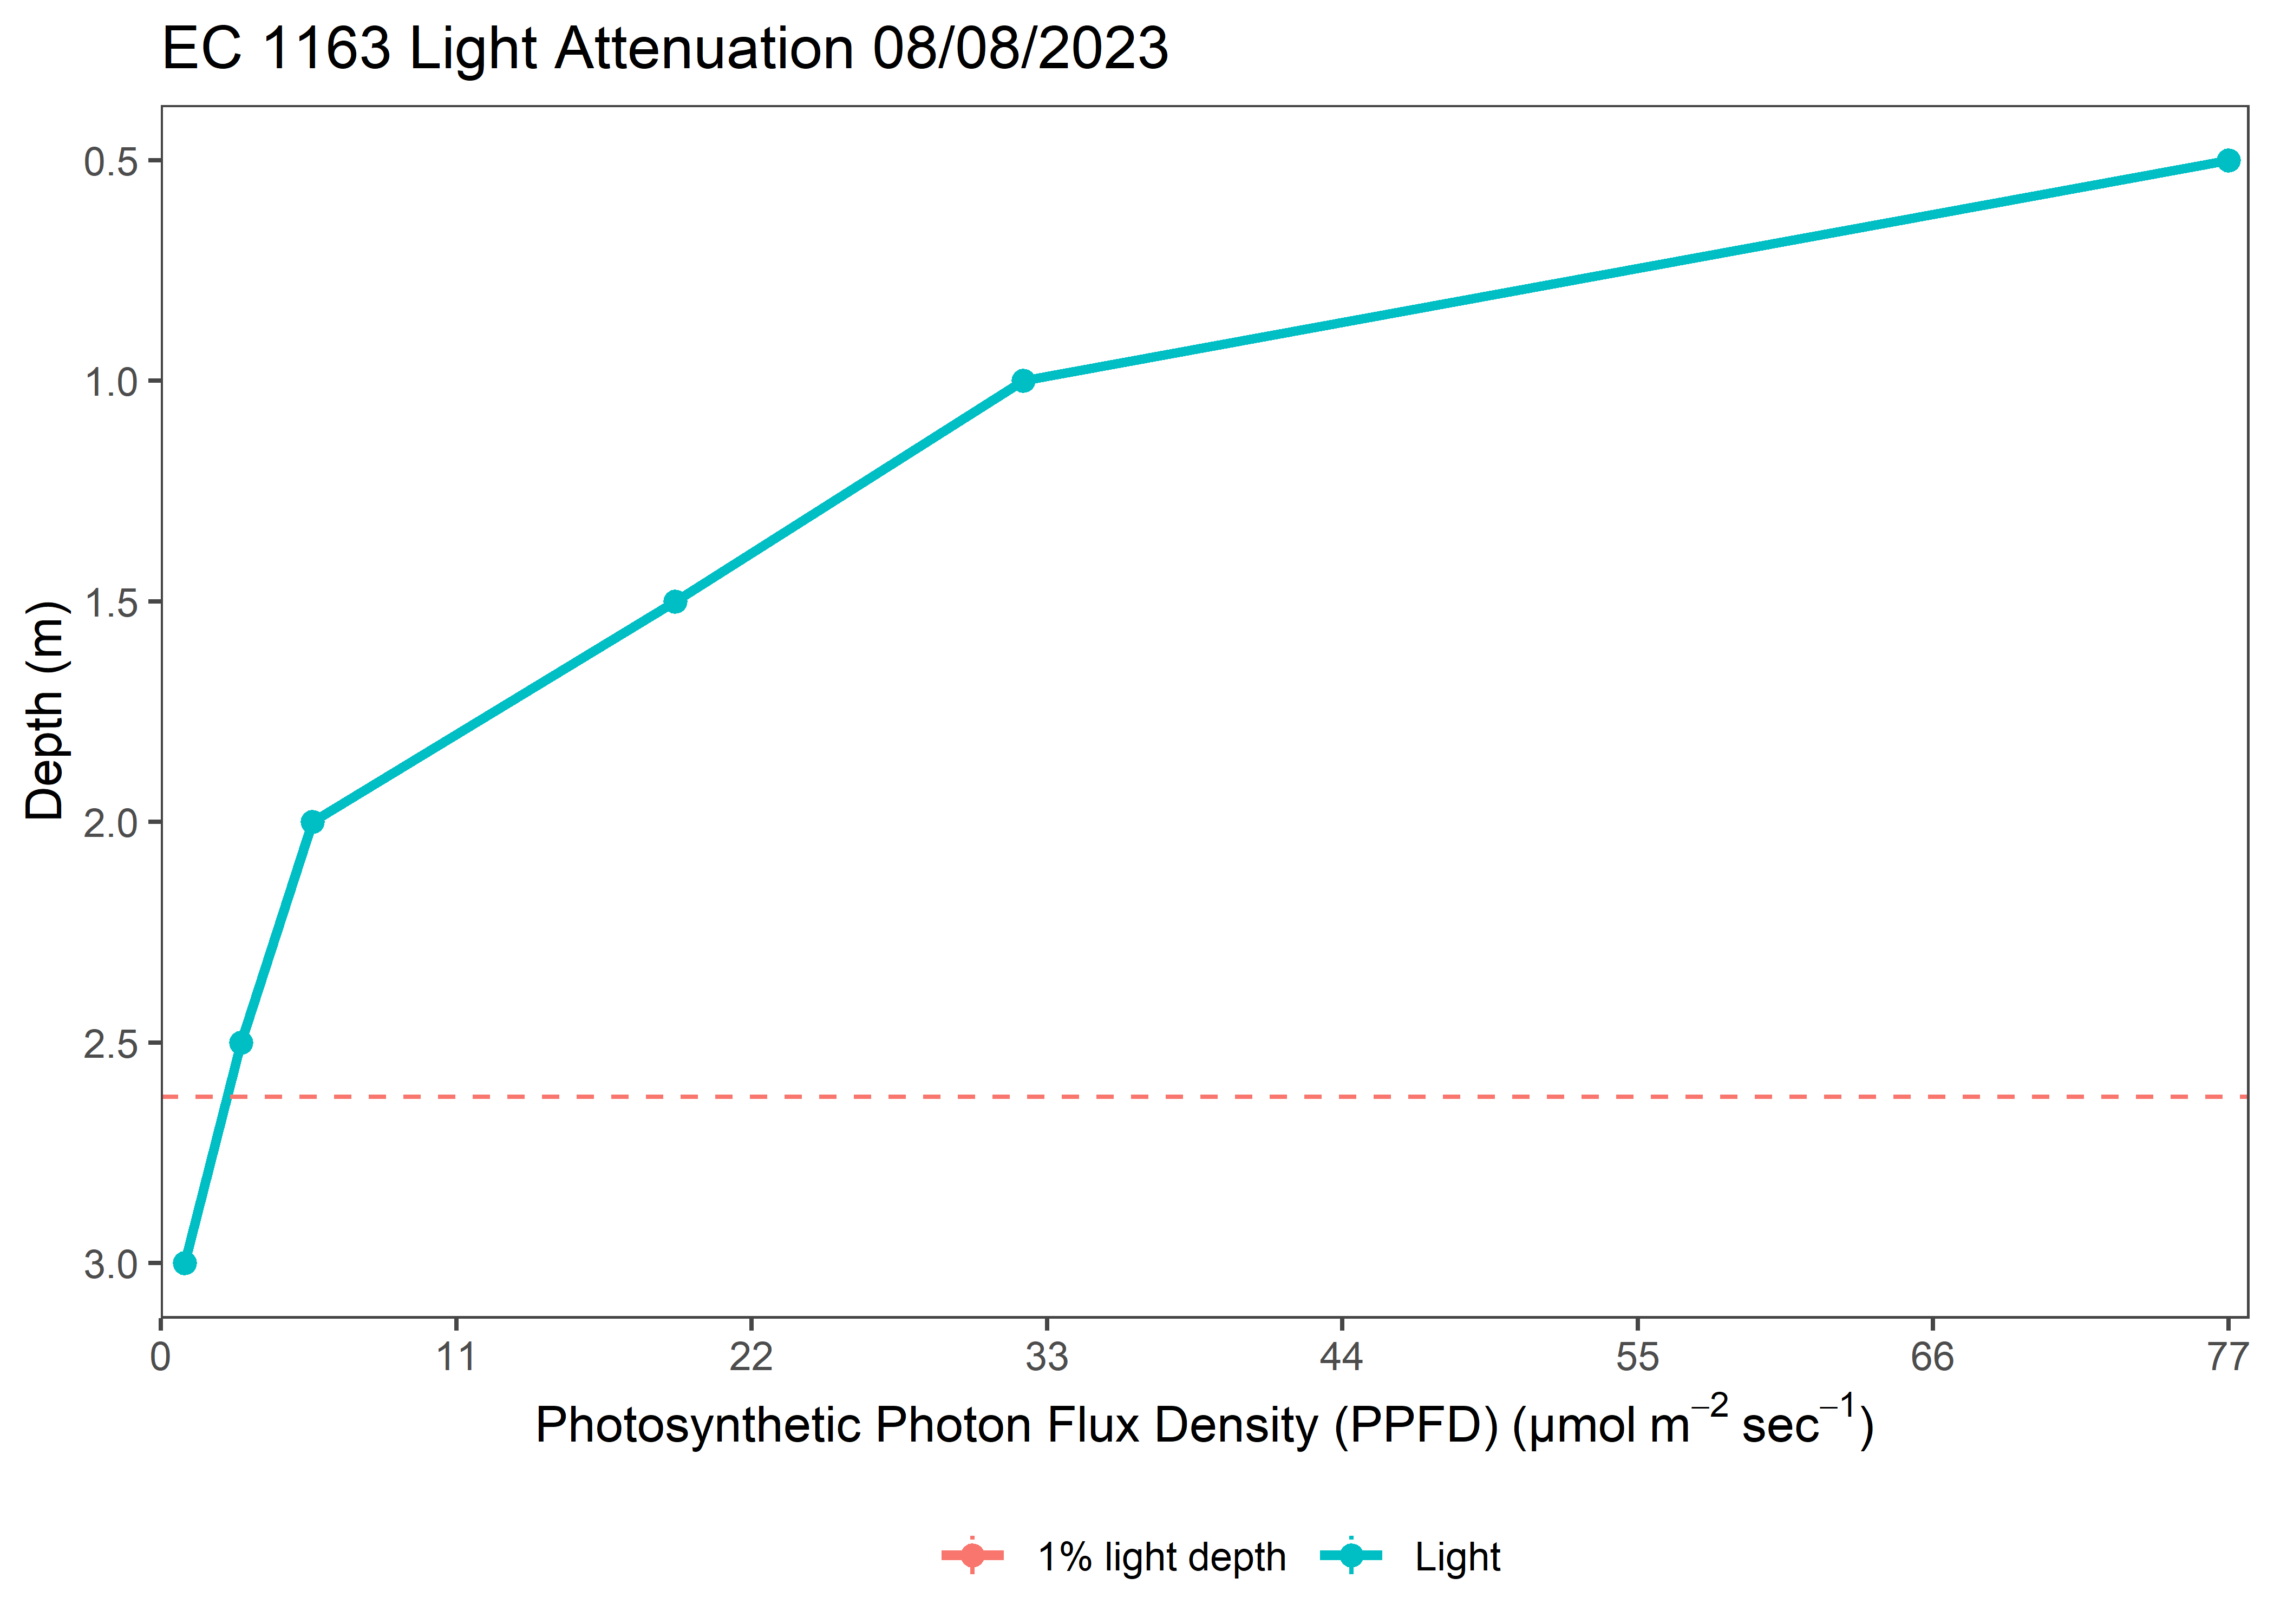 EC 1163 Light Attenuation 08/08/2023
0.5
1.0
1.5
2.0
2.5
3.0
Depth (m)
0 11 22 33 44 55 66 77
Photosynthetic Photon Flux Density (PPFD) (µmol m⁻² sec⁻¹)
1% light depth Light